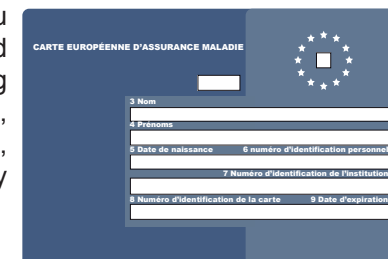 u
d
g
,
,
y
CARTE EUROPÉENNE D'ASSURANCE MALADIE
3 Nom
4 Prénoms
5 Date de naissance 6 numéro d'identification personnel
7 Numéro d'identification de l'institution
8 Numéro d'identification de la carte 9 Date d'expiration